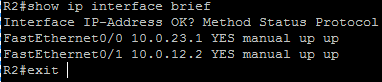 R2#show ip interface brief
Interface IP-Address OK? Method Status Protocol
FastEthernet0/0 10.0.23.1 YES manual up up
FastEthernet0/1 10.0.12.2 YES manual up up
R2#exit